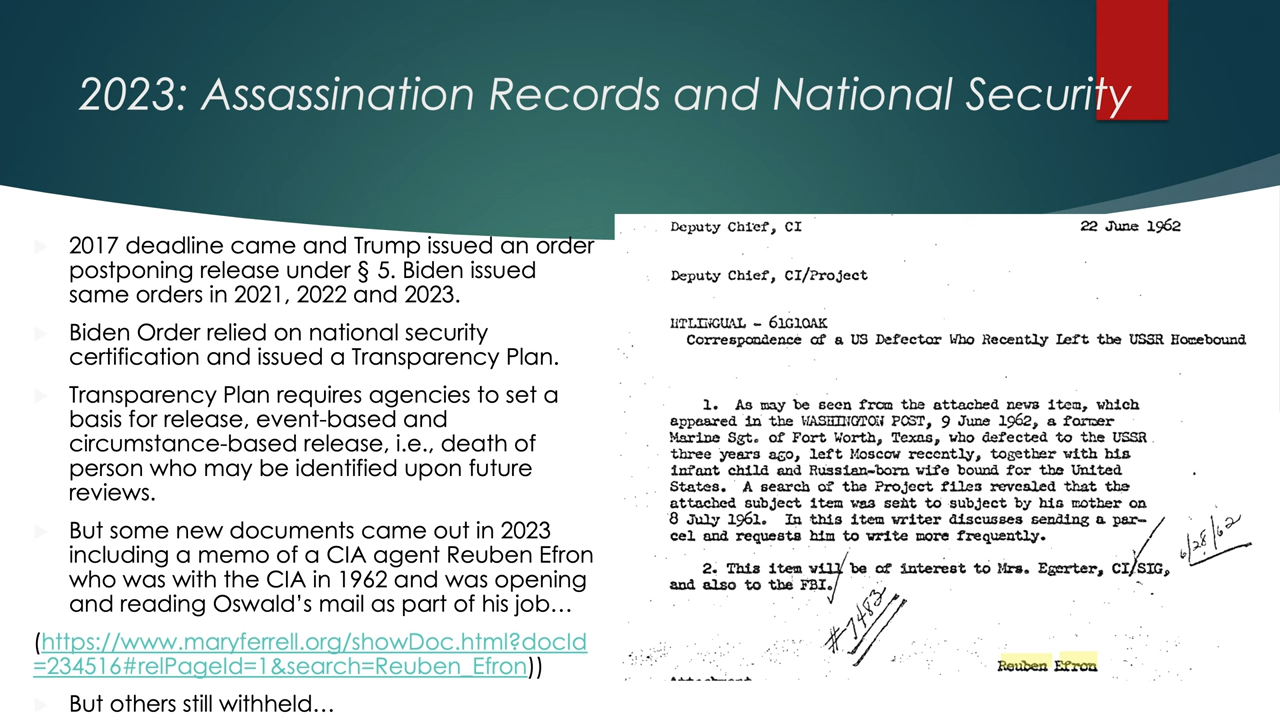 2023: Assassination Records and National Security
2017 deadline came and Trump issued an order
postponing release under § 5. Biden issued
same orders in 2021, 2022 and 2023.
Biden Order relied on national security
certification and issued a Transparency Plan.
Transparency Plan requires agencies to set a
basis for release, event-based and
circumstance-based release, i.e., death of
person who may be identified upon future
reviews.
But some new documents came out in 2023
including a memo of a CIA agent Reuben Efron
who was with the CIA in 1962 and was opening
and reading Oswald’s mail as part of his job…
(https://www.maryferrell.org/showDoc.html?docId
=234516#relPageId=1&search=Reuben_Efron))
But others still withheld…
Deputy Chief, CI 22 June 1962
Deputy Chief, CI/Project
HTLINGUAL - 61G10AK
Correspondence of a US Defector Who Recently Left the USSR Homebound
1. As may be seen from the attached news item, which
appeared in the WASHINGTON POST, 9 June 1962, a former
Marine Sgt. of Fort Worth, Texas, who defected to the USSR
three years ago, left Moscow recently, together with his
infant child and Russian-born wife bound for the United
States. A search of the Project files revealed that the
attached subject item was sent to subject by his mother on
8 July 1961. In this item writer discusses sending a par-
cel and requests him to write more frequently.
2. This item will be of interest to Mrs. Egerter, CI/SIG,
and also to the FBI.
6/28/62
#7483
Reuben Efron